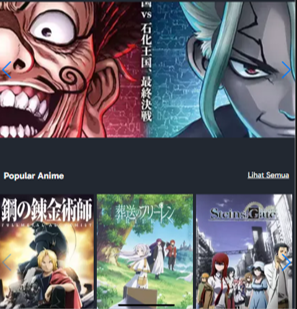 国
vs
石化王国、最終決戦
Popular Anime
Lihat Semua
鋼の錬金術師
FULLMETAL ALCHEMIST
葬送のフリーレン
Steins;Gate